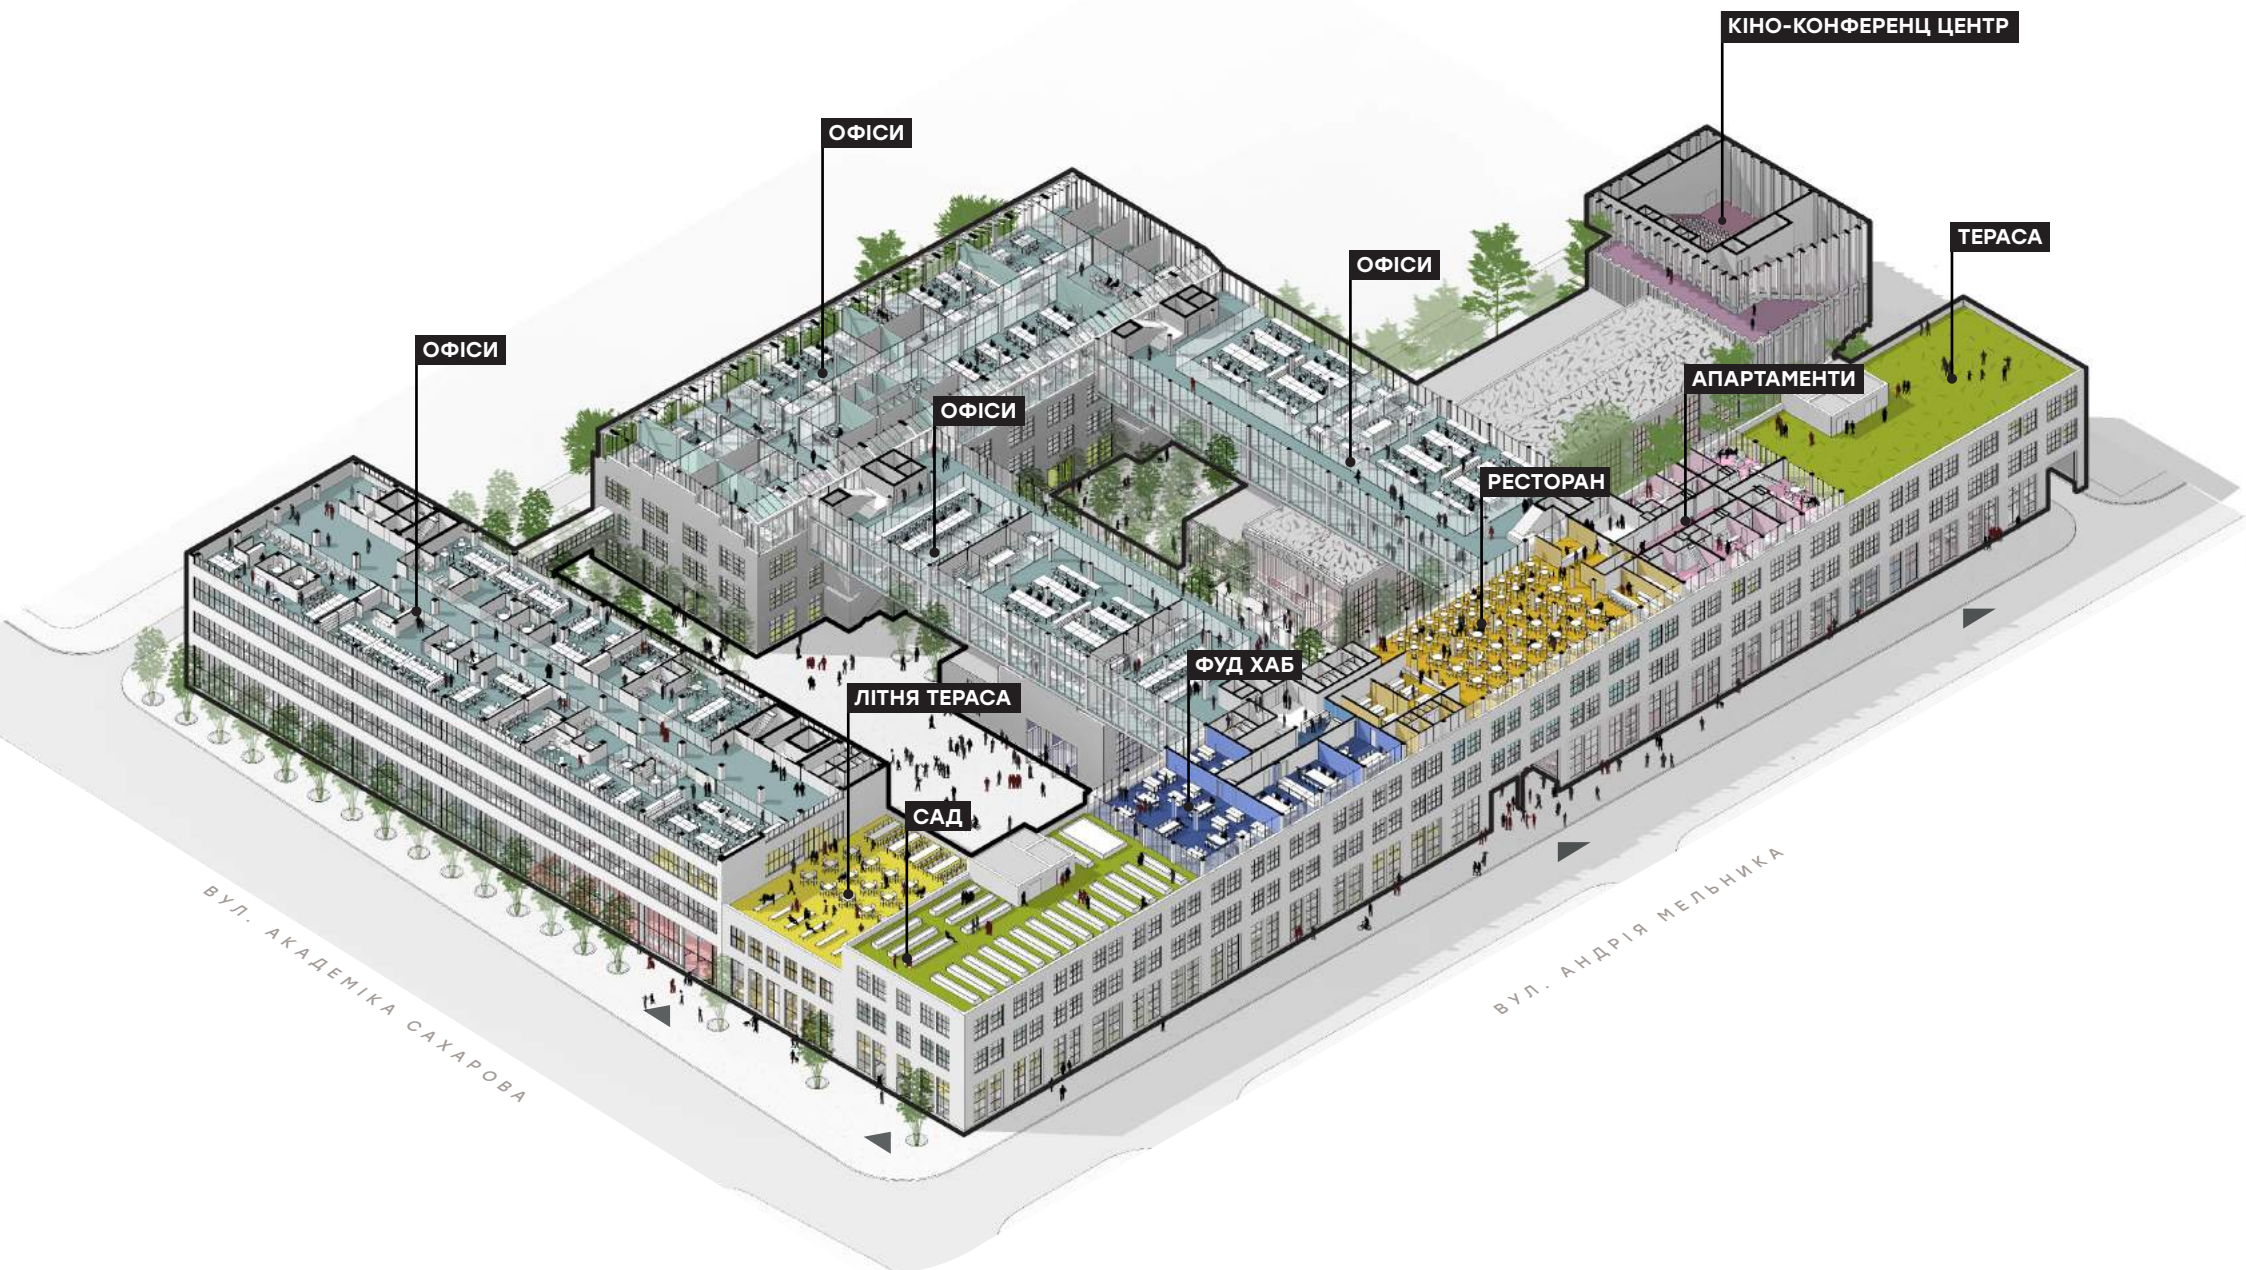 КІНО-КОНФЕРЕНЦ ЦЕНТР
ОФІСИ
ТЕРАСА
ОФІСИ
ОФІСИ
АПАРТАМЕНТИ
ОФІСИ
РЕСТОРАН
ФУД ХАБ
ЛІТНЯ ТЕРАСА
САД
ВУЛ. АКАДЕМІКА САХАРОВА
ВУЛ. АНДРІЯ МЕЛЬНИКА